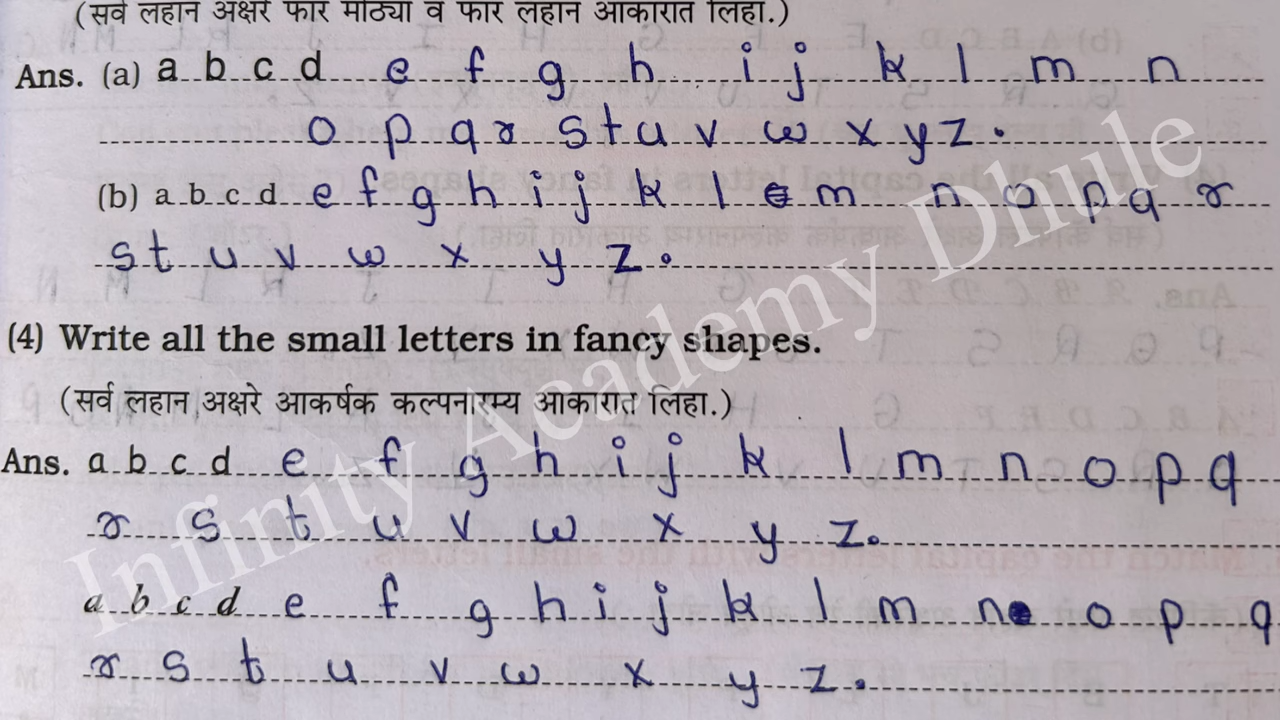 (सर्व लहान अक्षरे फार मोठ्या व फार लहान आकारात लिहा.)
Ans. (a) a b c d e f g h i j k l m n
o p q r s t u v w x y z.
(b) a b c d e f g h i j k l m n o p q r
s t u v w x y z.
(4) Write all the small letters in fancy shapes.
(सर्व लहान अक्षरे आकर्षक कल्पनारम्य आकारात लिहा.)
Ans. a b c d e f g h i j k l m n o p q
r s t u v w x y z.
a b c d e f g h i j k l m n o p q
r s t u v w x y z.
Infinity Academy Dhule